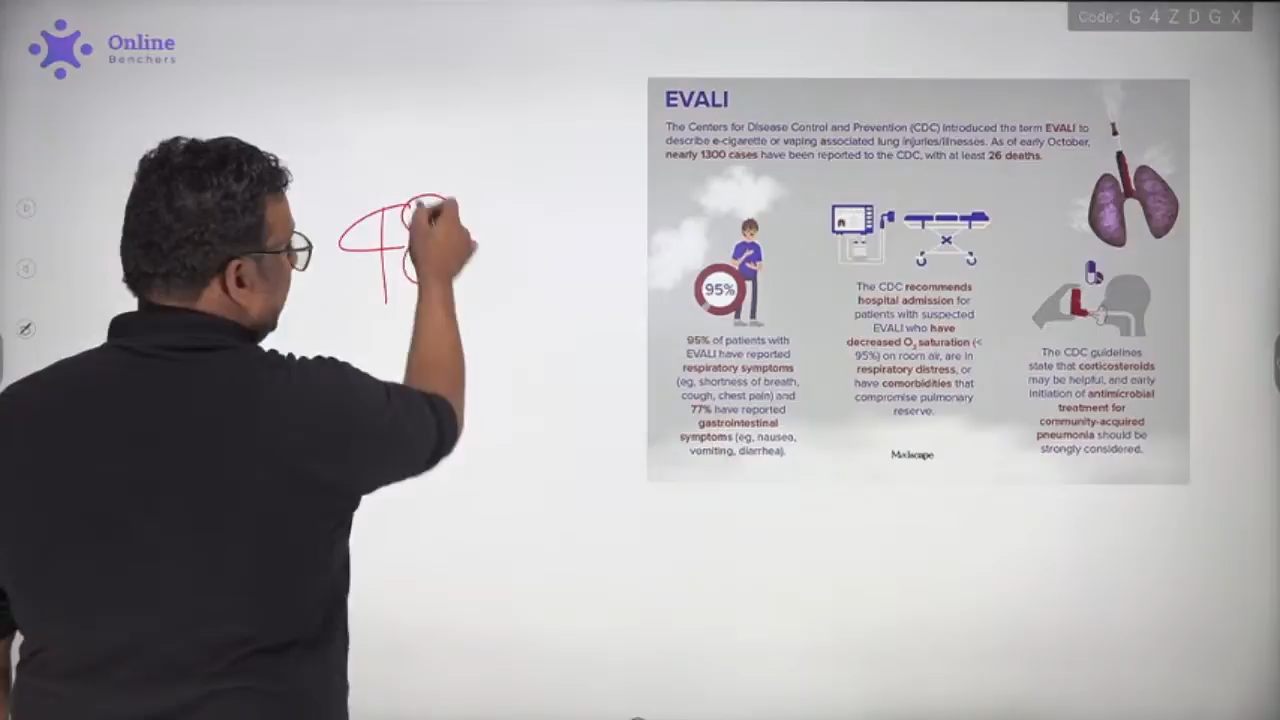 Code: G 4 Z D G X
Online
Benchers
EVALI
The Centers for Disease Control and Prevention (CDC) introduced the term EVALI to
describe e-cigarette or vaping associated lung injuries/illnesses. As of early October,
nearly 1300 cases have been reported to the CDC, with at least 26 deaths.
95%
95% of patients with
EVALI have reported
respiratory symptoms
(eg, shortness of breath,
cough, chest pain) and
77% have reported
gastrointestinal
symptoms (eg, nausea,
vomiting, diarrhea).
The CDC recommends
hospital admission for
patients with suspected
EVALI who have
decreased O₂ saturation (<
95%) on room air, are in
respiratory distress, or
have comorbidities that
compromise pulmonary
reserve.
The CDC guidelines
state that corticosteroids
may be helpful, and early
initiation of antimicrobial
treatment for
community-acquired
pneumonia should be
strongly considered.
Medscape